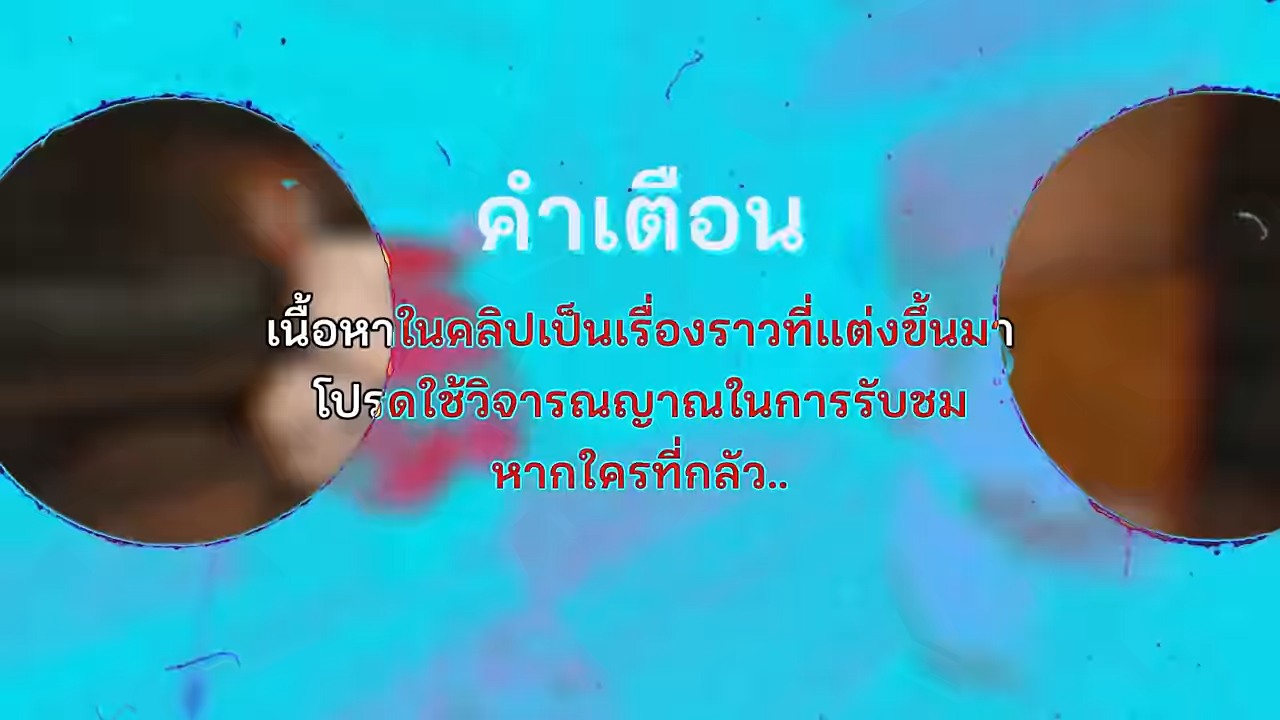 คำเตือน
เนื้อหาในคลิปเป็นเรื่องราวที่แต่งขึ้นมา
โปรดใช้วิจารณญาณในการรับชม
หากใครที่กลัว..